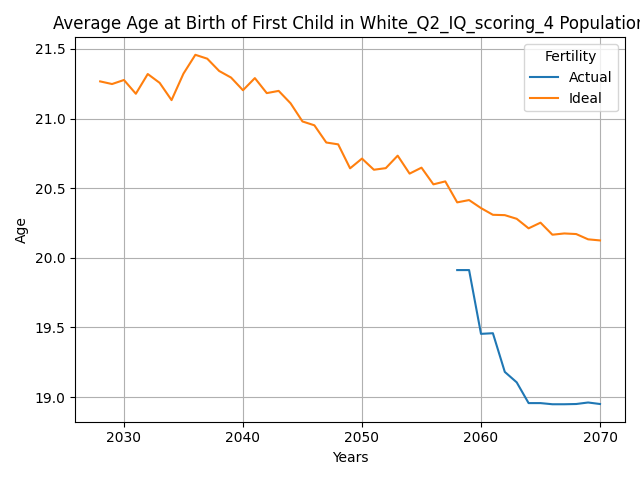 Average Age at Birth of First Child in White_Q2_IQ_scoring_4 Population
Fertility
Actual
Ideal
21.5
21.0
20.5
20.0
19.5
19.0
Age
2030 2040 2050 2060 2070
Years